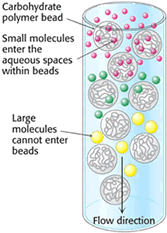 Carbohydrate
polymer bead
Small molecules
enter the
aqueous spaces
within beads
Large
molecules
cannot enter
beads
Flow direction